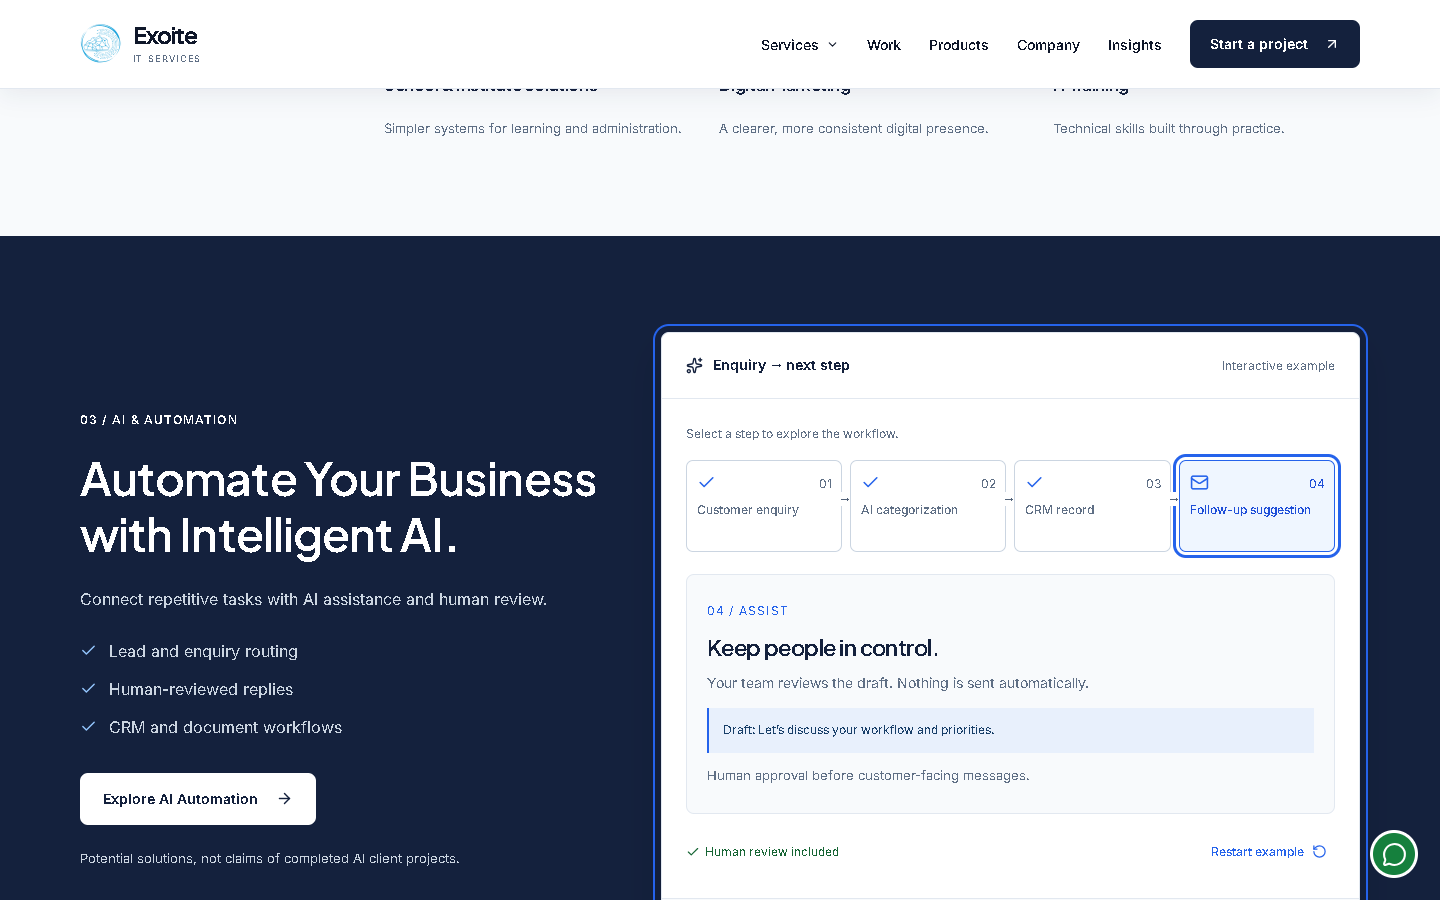 Exoite
IT SERVICES
Services
Work
Products
Company
Insights
Start a project
Simpler systems for learning and administration.
A clearer, more consistent digital presence.
Technical skills built through practice.
03 / AI & AUTOMATION
Automate Your Business
with Intelligent AI.
Connect repetitive tasks with AI assistance and human review.
Lead and enquiry routing
Human-reviewed replies
CRM and document workflows
Explore AI Automation →
Potential solutions, not claims of completed AI client projects.
Enquiry → next step
Interactive example
Select a step to explore the workflow.
01
Customer enquiry
→
02
AI categorization
→
03
CRM record
→
04
Follow-up suggestion
04 / ASSIST
Keep people in control.
Your team reviews the draft. Nothing is sent automatically.
Draft: Let's discuss your workflow and priorities.
Human approval before customer-facing messages.
Human review included
Restart example